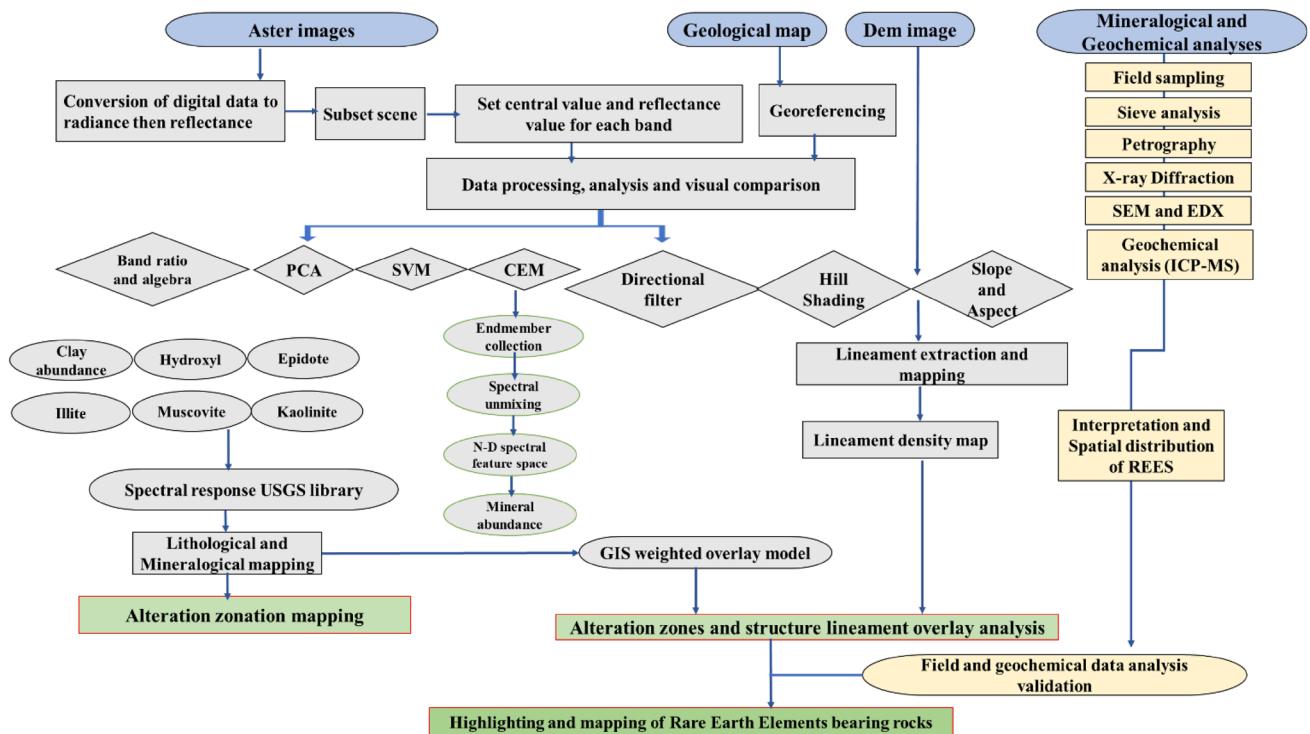 Aster images
Geological map
Dem image
Mineralogical and
Geochemical analyses
Conversion of digital data to
radiance then reflectance
Subset scene
Set central value and reflectance
value for each band
Georeferencing
Field sampling
Sieve analysis
Petrography
X-ray Diffraction
SEM and EDX
Geochemical
analysis (ICP-MS)
Data processing, analysis and visual comparison
Band ratio
and algebra
PCA
SVM
CEM
Directional
filter
Hill
Shading
Slope
and
Aspect
Endmember
collection
Spectral
unmixing
N-D spectral
feature space
Mineral
abundance
Clay
abundance
Hydroxyl
Epidote
Illite
Muscovite
Kaolinite
Lineament extraction and
mapping
Lineament density map
Interpretation and
Spatial distribution
of REES
Spectral response USGS library
Lithological and
Mineralogical mapping
GIS weighted overlay model
Alteration zonation mapping
Alteration zones and structure lineament overlay analysis
Field and geochemical data analysis
validation
Highlighting and mapping of Rare Earth Elements bearing rocks